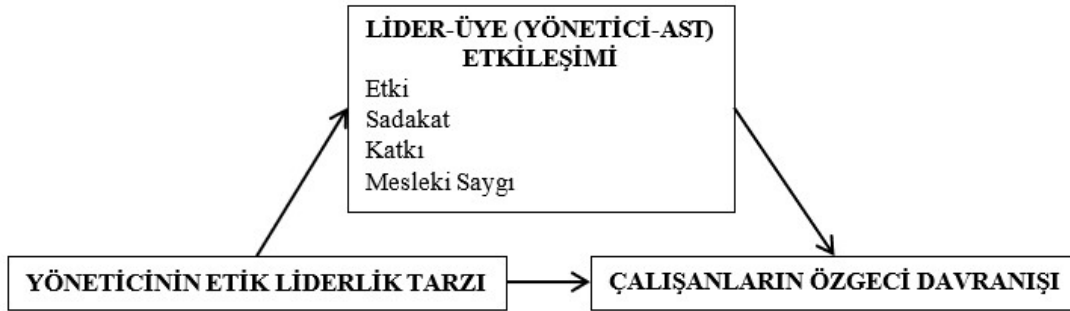 LİDER-ÜYE (YÖNETİCİ-AST)
ETKİLEŞİMİ
Etki
Sadakat
Katkı
Mesleki Saygı
YÖNETİCİNİN ETİK LİDERLİK TARZI
ÇALIŞANLARIN ÖZGECİ DAVRANIŞI